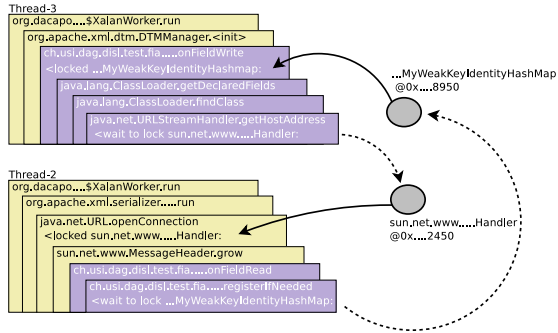 Thread-3
org.dacapo....$XalanWorker.run
org.apache.xml.dtm.DTMManager.<init>
ch.usi.dag.disl.test.fia....onFieldWrite
<locked ...MyWeakKeyIdentityHashmap:
java.lang.ClassLoader.getDeclaredFields
java.lang.ClassLoader.findClass
java.net.URLStreamHandler.getHostAddress
<wait to lock sun.net.www.....Handler:
...MyWeakKeyIdentityHashMap
@0x....8950
Thread-2
org.dacapo....$XalanWorker.run
org.apache.xml.serializer.....run
java.net.URL.openConnection
<locked sun.net.www.....Handler:
sun.net.www.MessageHeader.grow
ch.usi.dag.disl.test.fia.....onFieldRead
ch.usi.dag.disl.test.fia.....registerIfNeeded
<wait to lock ...MyWeakKeyIdentityHashMap:
sun.net.www.....Handler
@0x....2450